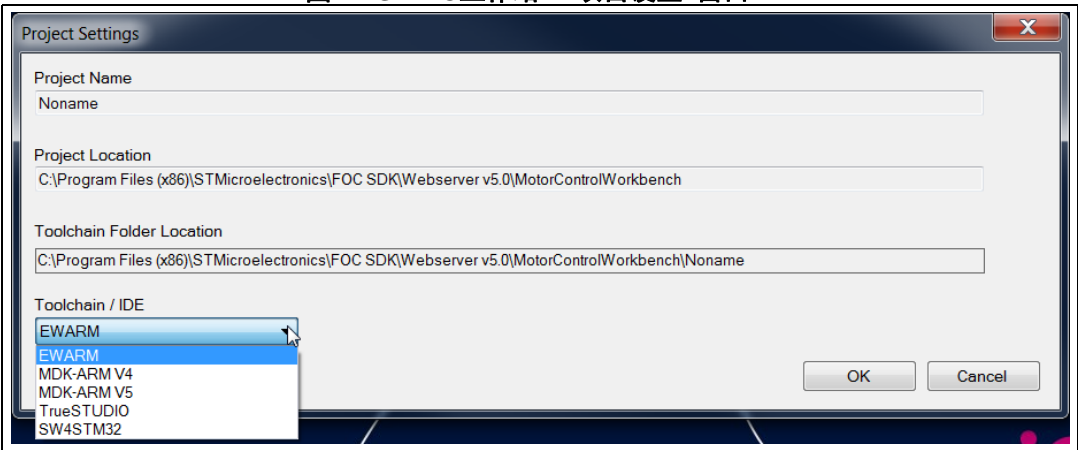 Project Settings
X
Project Name
Noname
Project Location
C:\Program Files (x86)\STMicroelectronics\FOC SDK\Webserver v5.0\MotorControlWorkbench
Toolchain Folder Location
C:\Program Files (x86)\STMicroelectronics\FOC SDK\Webserver v5.0\MotorControlWorkbench\Noname
Toolchain / IDE
EWARM
EWARM
MDK-ARM V4
MDK-ARM V5
TrueSTUDIO
SW4STM32
OK Cancel